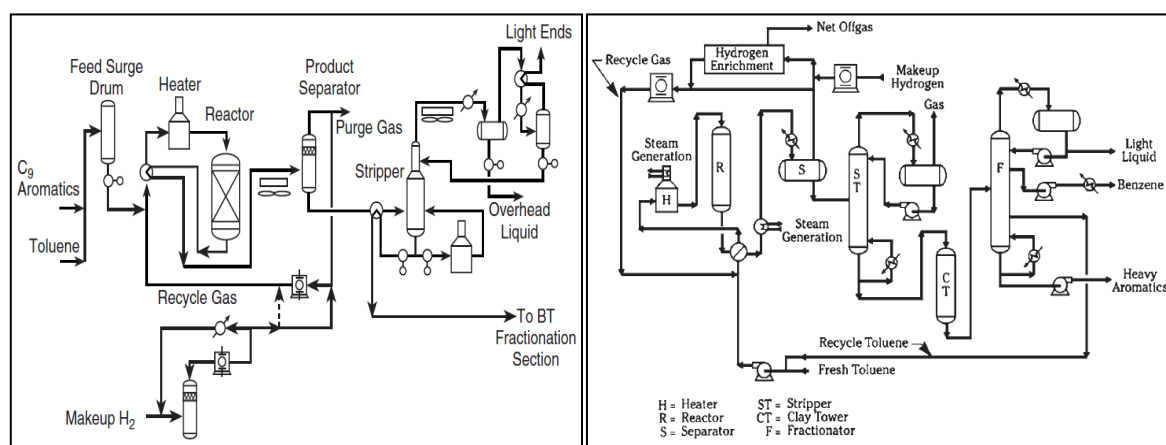 Light Ends
Feed Surge
Drum
Heater
Reactor
Product
Separator
Purge Gas
Stripper
C9
Aromatics
Toluene
Overhead
Liquid
Recycle Gas
To BT
Fractionation
Section
Makeup H2
Net Offgas
Recycle Gas
Hydrogen
Enrichment
Makeup
Hydrogen
Gas
Steam
Generation
H
R
S
ST
F
CT
Light
Liquid
Benzene
Steam
Generation
Heavy
Aromatics
Recycle Toluene
Fresh Toluene
H = Heater
R = Reactor
S = Separator
ST = Stripper
CT = Clay Tower
F = Fractionator